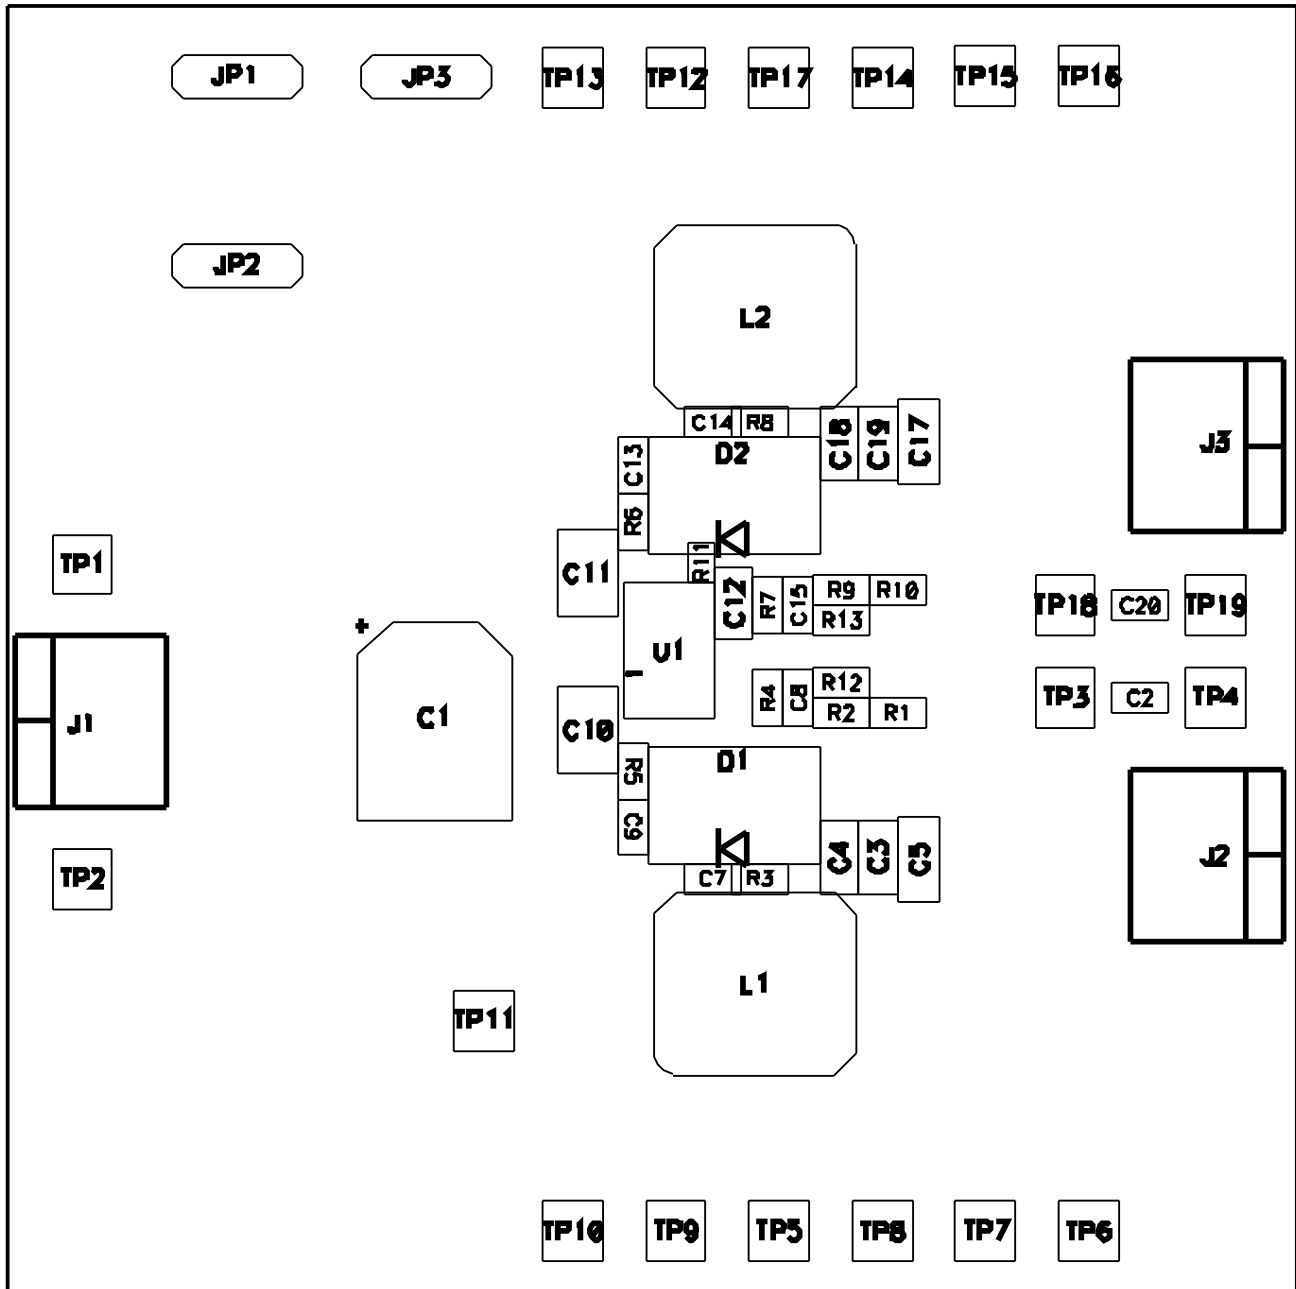 JP1 JP3 TP13 TP12 TP17 TP14 TP15 TP16
JP2
L2
C14 R8
D2
C13
C18 C19 C17
J3
R6
TP1
C11
R11
C12
R7
C15
R9 R10
R13
TP18 C20 TP19
+
U1
1
R4
C8
R12
R2 R1
TP3 C2 TP4
J1
C1
C10
D1
R5
C9
C4 C3 C5
J2
TP2
C7 R3
L1
TP11
TP10 TP9 TP5 TP8 TP7 TP6